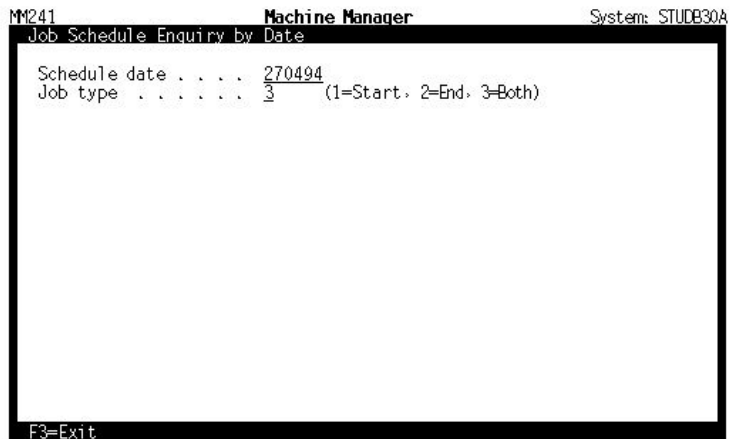 MM241 Machine Manager System: STUDB30A
Job Schedule Enquiry by Date
Schedule date . . . . 270494
Job type . . . . . . 3 (1=Start, 2=End, 3=Both)
F3=Exit